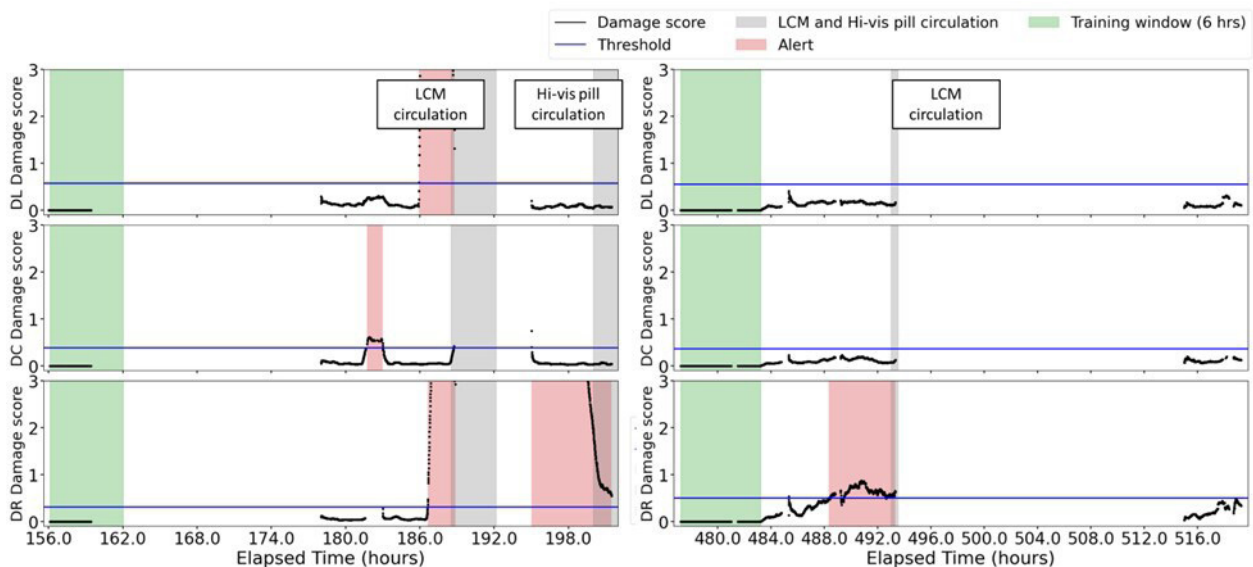 Damage score
LCM and Hi-vis pill circulation
Training window (6 hrs)
Threshold
Alert
DL Damage score
3
2
1
0
LCM
circulation
Hi-vis pill
circulation
DL Damage score
3
2
1
0
LCM
circulation
DC Damage score
3
2
1
0
DC Damage score
3
2
1
0
DR Damage score
3
2
1
0
156.0 162.0 168.0 174.0 180.0 186.0 192.0 198.0
Elapsed Time (hours)
DR Damage score
3
2
1
0
480.0 484.0 488.0 492.0 496.0 500.0 504.0 508.0 512.0 516.0
Elapsed Time (hours)